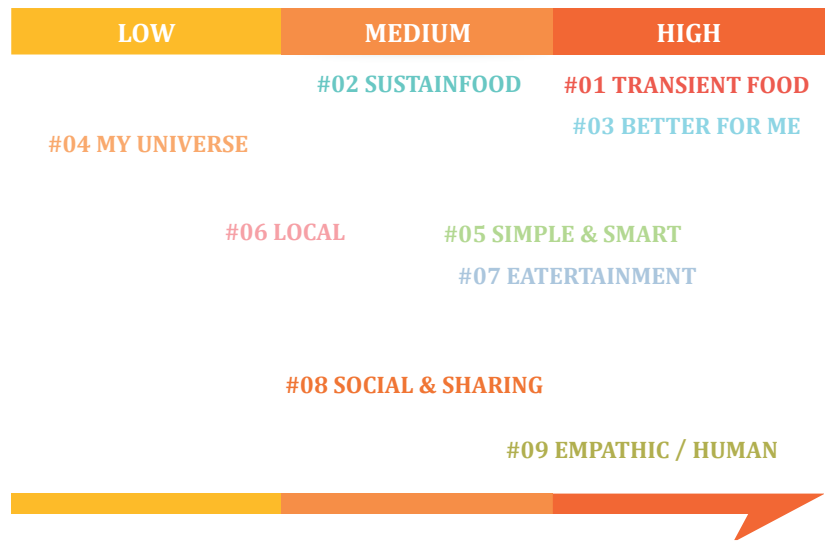 LOW MEDIUM HIGH
#02 SUSTAINFOOD #01 TRANSIENT FOOD
#03 BETTER FOR ME
#04 MY UNIVERSE
#06 LOCAL #05 SIMPLE & SMART
#07 EATERTAINMENT
#08 SOCIAL & SHARING
#09 EMPATHIC / HUMAN